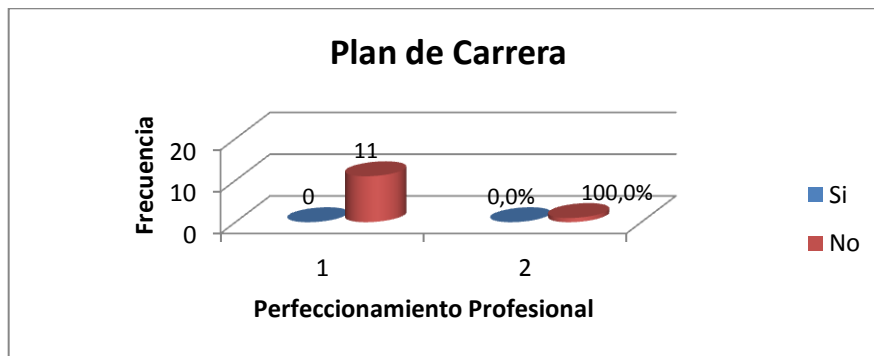 Plan de Carrera
Frecuencia
20
10
0
0
11
0,0%
100,0%
1
2
Perfeccionamiento Profesional
Si
No